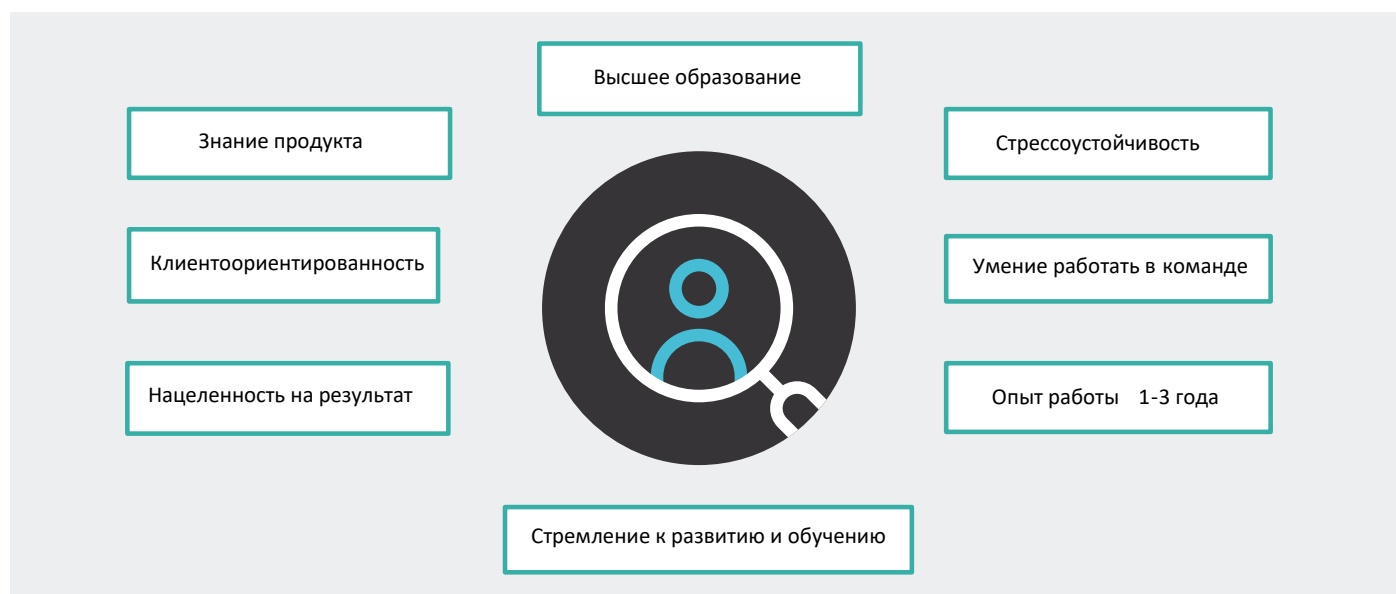 Высшее образование
Знание продукта
Стрессоустойчивость
Клиентоориентированность
Умение работать в команде
Нацеленность на результат
Опыт работы 1-3 года
Стремление к развитию и обучению